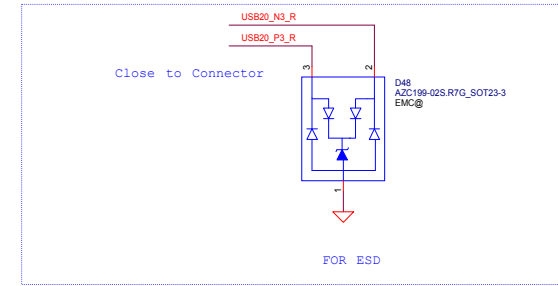 USB20_N3_R
USB20_P3_R
Close to Connector
3
2
D48
AZC199-02S.R7G_SOT23-3
EMC@
1
FOR ESD